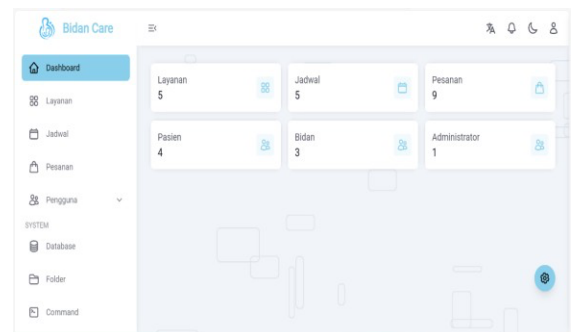 Bidan Care
Dashboard
Layanan
Jadwal
Pesanan
Pengguna
SYSTEM
Database
Folder
Command
Layanan
5
Jadwal
5
Pesanan
9
Pasien
4
Bidan
3
Administrator
1